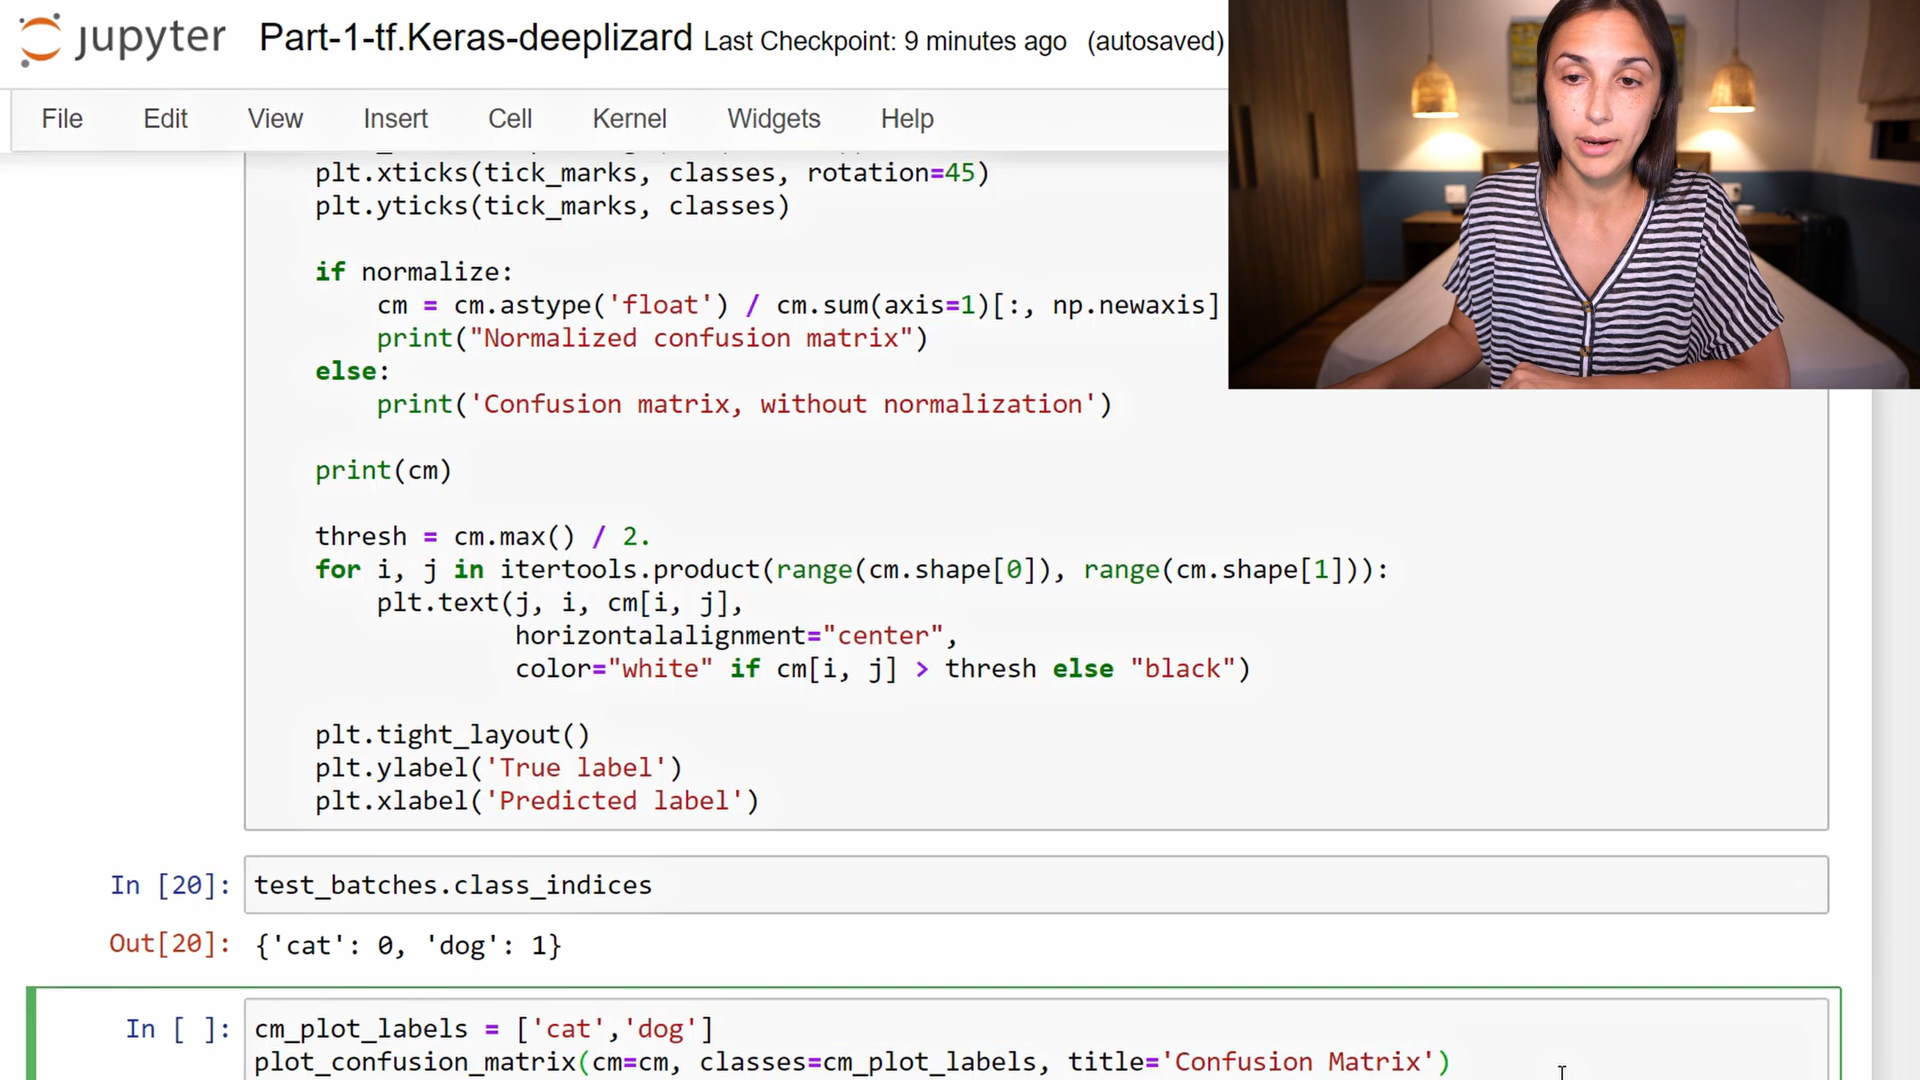 jupyter Part-1-tf.Keras-deeplizard Last Checkpoint: 9 minutes ago (autosaved)
File Edit View Insert Cell Kernel Widgets Help
plt.xticks(tick_marks, classes, rotation=45)
plt.yticks(tick_marks, classes)
if normalize:
cm = cm.astype('float') / cm.sum(axis=1)[:, np.newaxis]
print("Normalized confusion matrix")
else:
print('Confusion matrix, without normalization')
print(cm)
thresh = cm.max() / 2.
for i, j in itertools.product(range(cm.shape[0]), range(cm.shape[1])):
plt.text(j, i, cm[i, j],
horizontalalignment="center",
color="white" if cm[i, j] > thresh else "black")
plt.tight_layout()
plt.ylabel('True label')
plt.xlabel('Predicted label')
In [20]: test_batches.class_indices
Out[20]: {'cat': 0, 'dog': 1}
In [ ]: cm_plot_labels = ['cat','dog']
plot_confusion_matrix(cm=cm, classes=cm_plot_labels, title='Confusion Matrix')